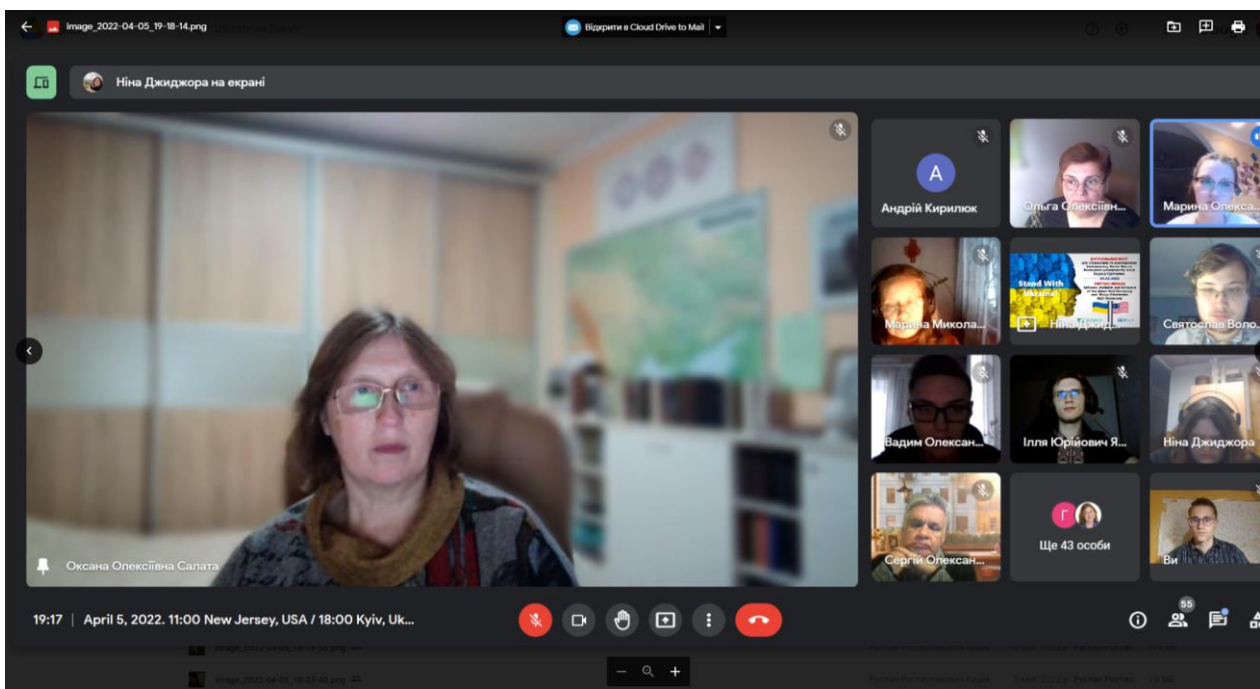 image_2022-04-05_19-18-14.png
Відкрити в Cloud Drive to Mail
Ніна Джиджора на екрані
А
Андрій Кирилюк
Ольга Олексіївн...
Марина Олекса...
Марина Микола...
Stand With
Ukraine!
Ніна Джид...
Святослав Воло...
Вадим Олексан...
Ілля Юрійович Я...
Ніна Джиджора
Сергій Олексан...
Г
Ще 43 особи
Ви
Оксана Олексіївна Салата
19:17 | April 5, 2022. 11:00 New Jersey, USA / 18:00 Kyiv, Uk...
55